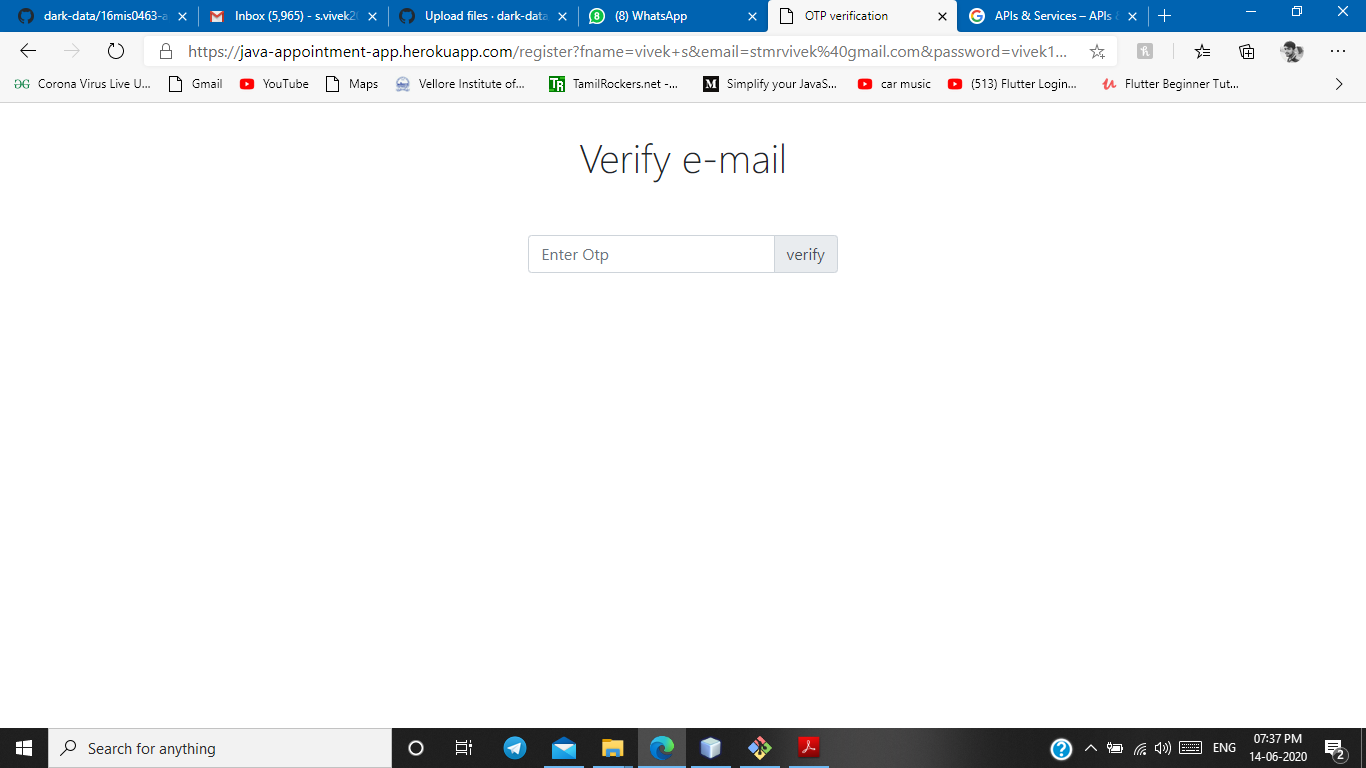 dark-data/16mis0463-a
Inbox (5,965) - s.vivek20
Upload files · dark-data
(8) WhatsApp
OTP verification
APIs & Services – APIs &
https://java-appointment-app.herokuapp.com/register?fname=vivek+s&email=stmrvivek%40gmail.com&password=vivek1...
Corona Virus Live U...
Gmail
YouTube
Maps
Vellore Institute of...
TamilRockers.net -...
Simplify your JavaS...
car music
(513) Flutter Login...
Flutter Beginner Tut...
Verify e-mail
Enter Otp
verify
Search for anything
ENG
07:37 PM
14-06-2020
2